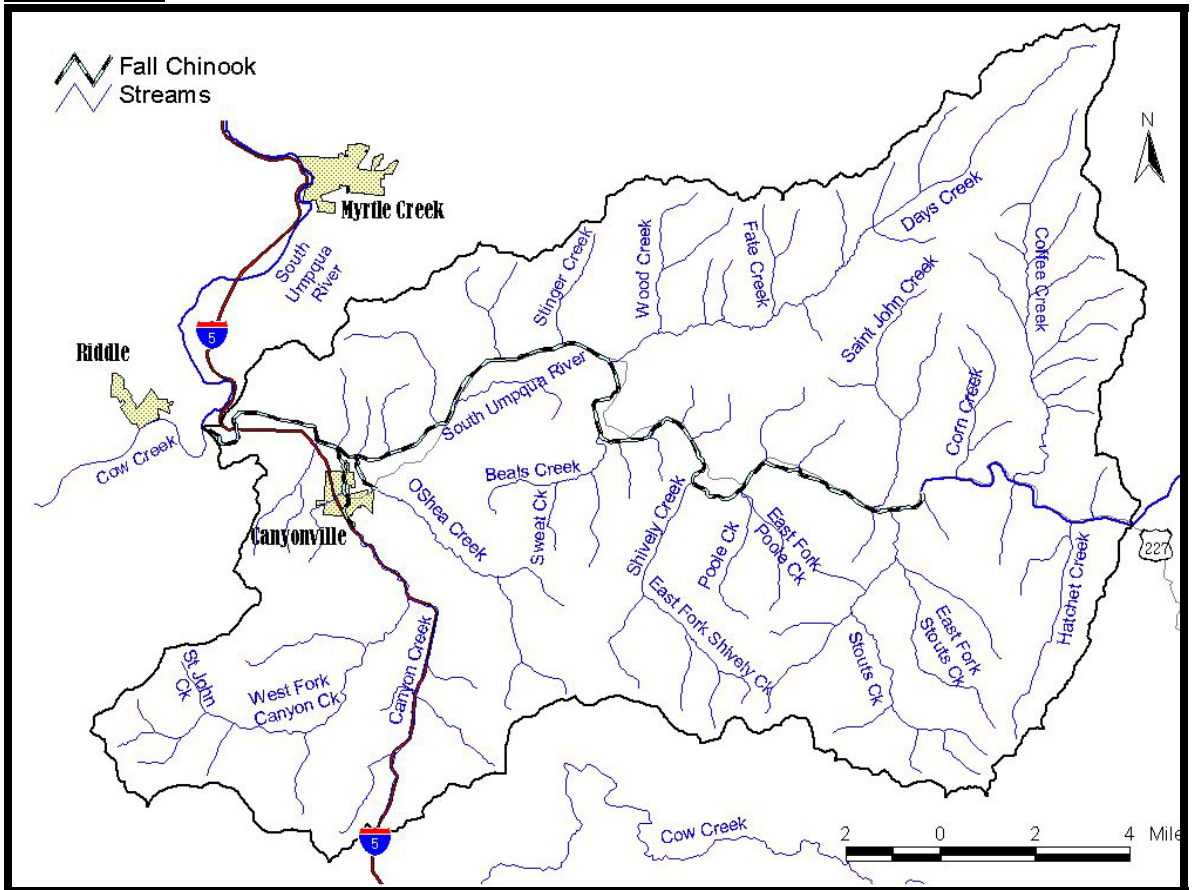 Fall Chinook
Streams
N
Myrtle Creek
Days Creek
Coffee Creek
South
Umpqua
River
Stinger Creek
Wood Creek
Fate Creek
Saint John Creek
5
Riddle
South Umpqua River
Corn Creek
Cow Creek
Beals Creek
OShea Creek
Sweat Ck
Shively Creek
Canyonville
Poole Ck
East Fork
Poole Ck
227
Hatchet Creek
East Fork Shively Ck
East Fork
Stouts Ck
Stouts Ck
St John
Ck
West Fork
Canyon Ck
Canyon Creek
Cow Creek
5
2 0 2 4 Mile